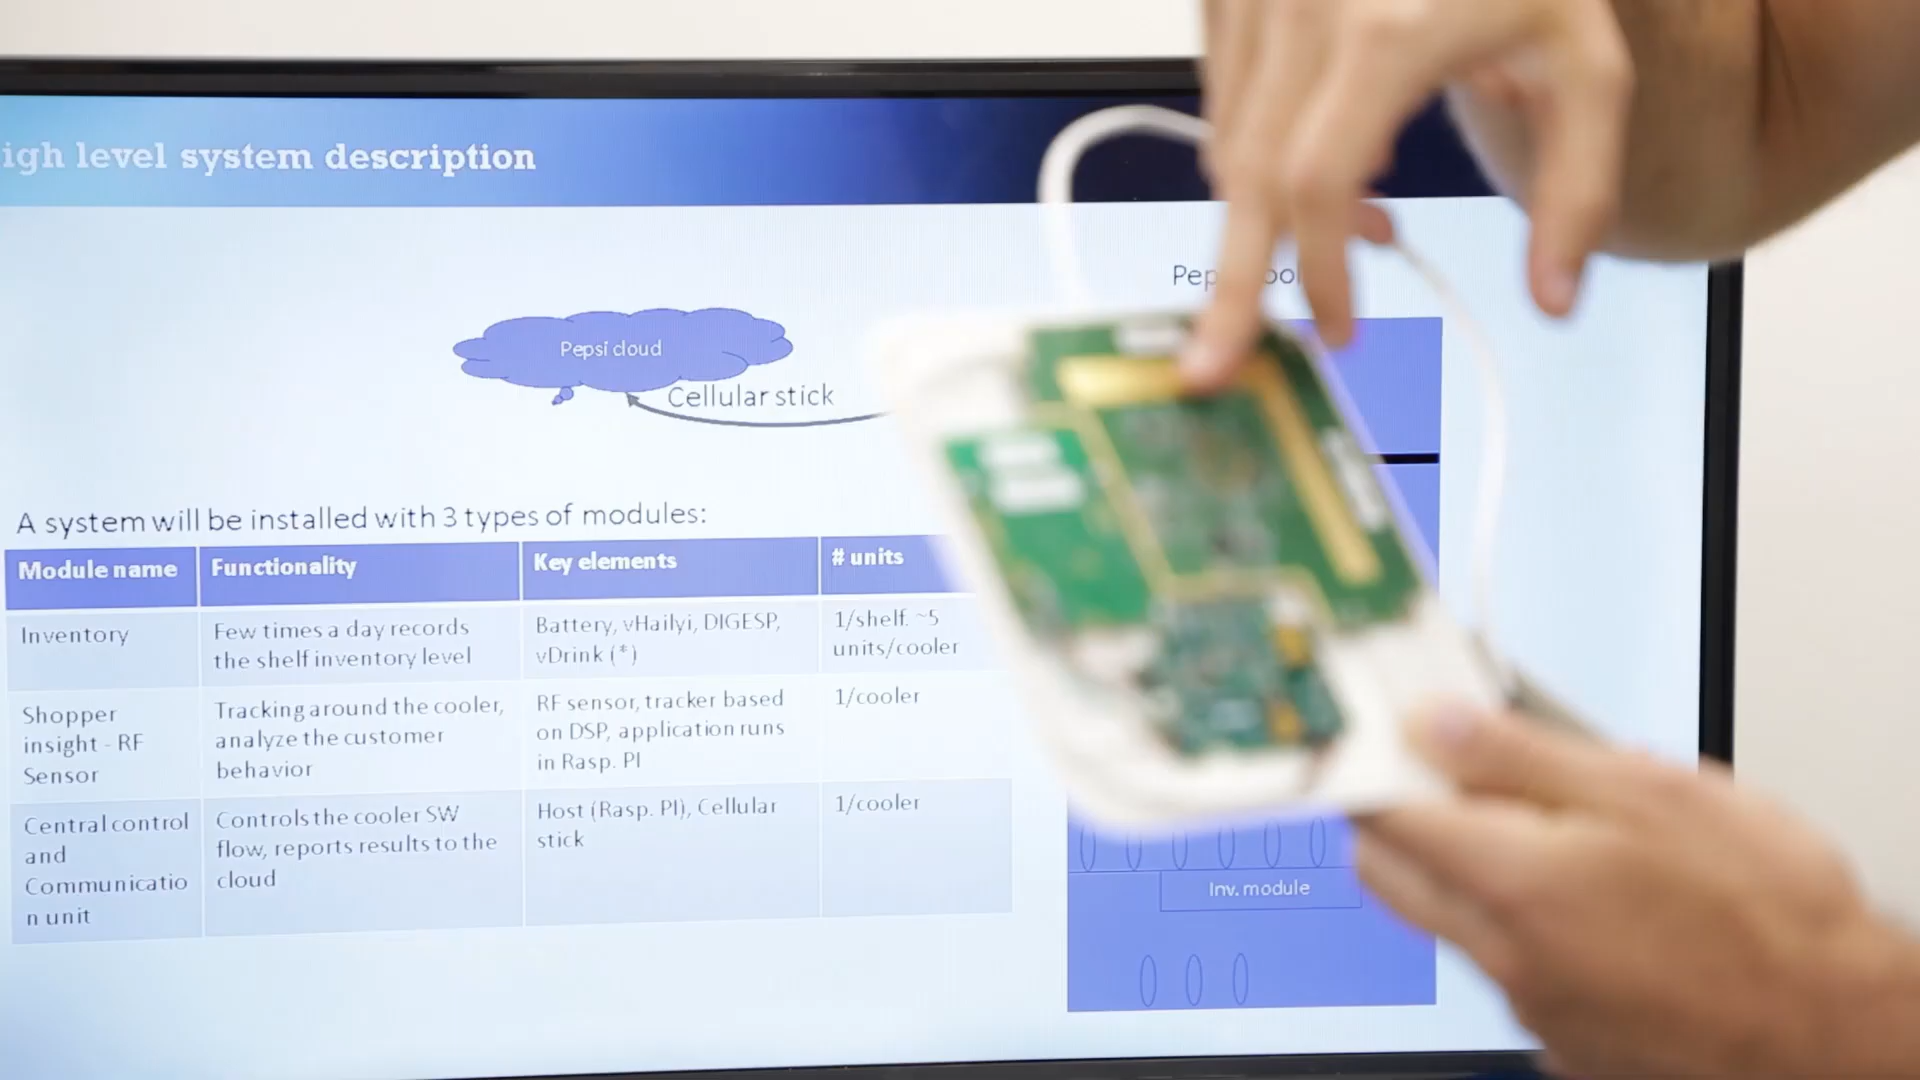 igh level system description
Pepsi cloud
Cellular stick
A system will be installed with 3 types of modules:
Module name
Functionality
Key elements
# units
Inventory
Few times a day records
the shelf inventory level
Battery, vHailyi, DIGESP,
vDrink (*)
1/shelf. ~5
units/cooler
Shopper
insight - RF
Sensor
Tracking around the cooler,
analyze the customer
behavior
RF sensor, tracker based
on DSP, application runs
in Rasp. PI
1/cooler
Central control
and
Communicatio
n unit
Controls the cooler SW
flow, reports results to the
cloud
Host (Rasp. PI), Cellular
stick
1/cooler
Inv. module